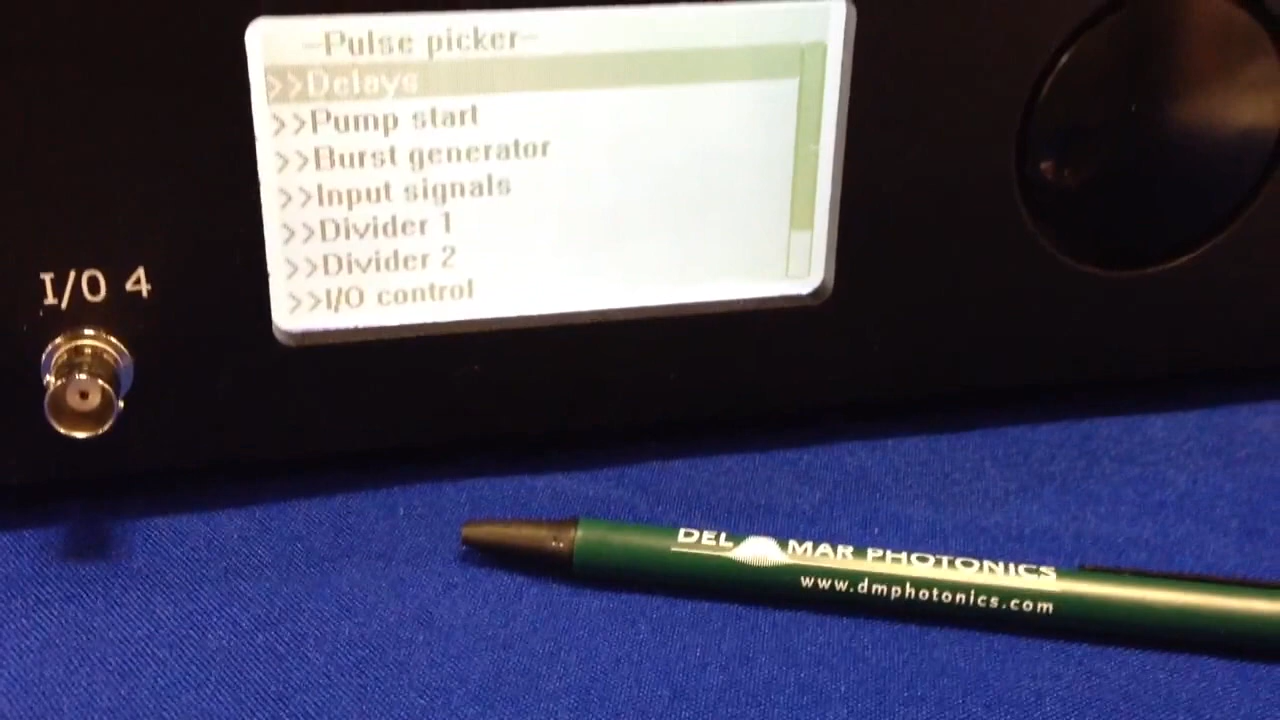 -Pulse picker-
>>Delays
>>Pump start
>>Burst generator
>>Input signals
>>Divider 1
>>Divider 2
>>I/O control
I/O 4
DEL MAR PHOTONICS
www.dmphotonics.com